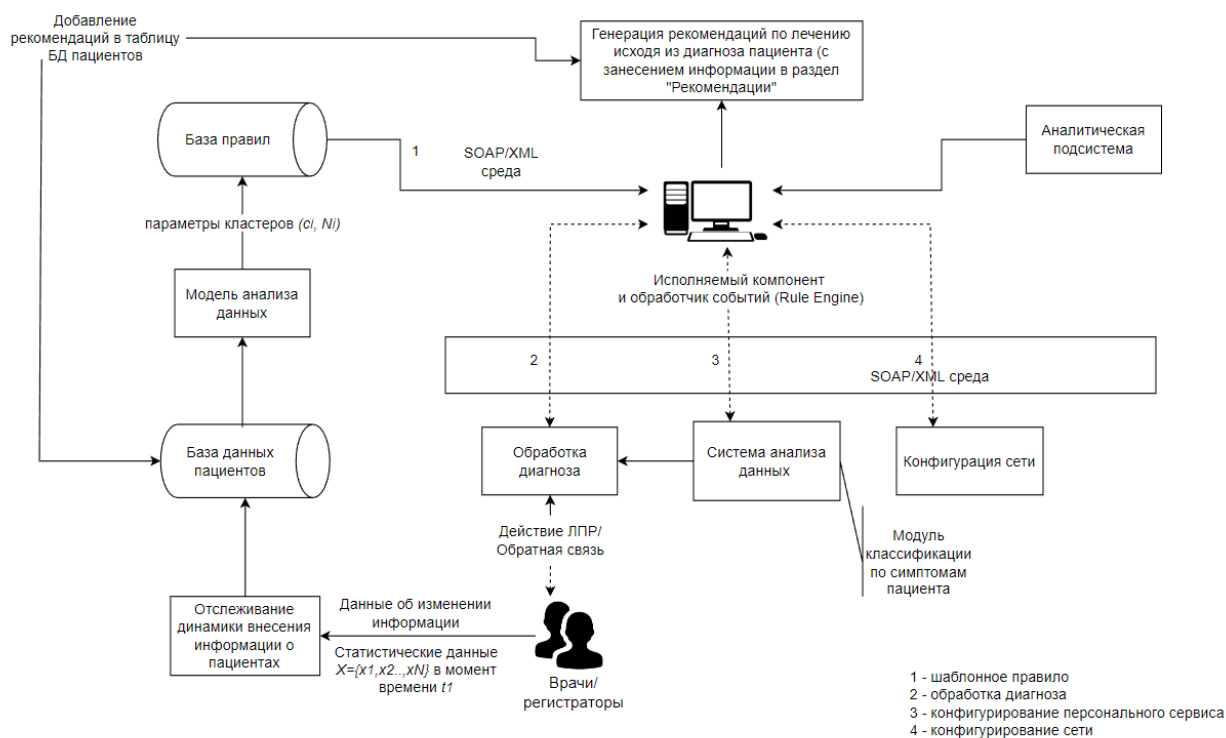 Добавление
рекомендаций в таблицу
БД пациентов
Генерация рекомендаций по лечению
исходя из диагноза пациента (с
занесением информации в раздел
"Рекомендации"
База правил
1
SOAP/XML
среда
Аналитическая
подсистема
параметры кластеров (ci, Ni)
Модель анализа
данных
Исполняемый компонент
и обработчик событий (Rule Engine)
2
3
4
SOAP/XML среда
База данных
пациентов
Обработка
диагноза
Система анализа
данных
Конфигурация сети
Действие ЛПР/
Обратная связь
Модуль
классификации
по симптомам
пациента
Отслеживание
динамики внесения
информации о
пациентах
Данные об изменении
информации
Статистические данные
X={x1,x2..,xN} в момент
времени t1
Врачи/
регистраторы
1 - шаблонное правило
2 - обработка диагноза
3 - конфигурирование персонального сервиса
4 - конфигурирование сети